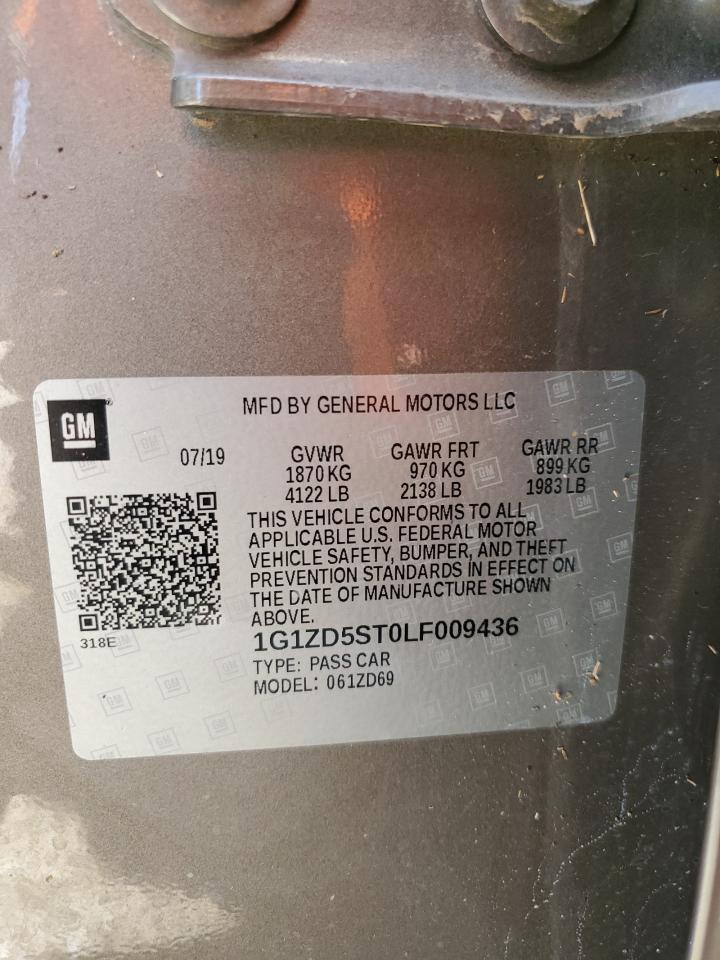 GM
MFD BY GENERAL MOTORS LLC
07/19 GVWR GAWR FRT GAWR RR
1870 KG 970 KG 899 KG
4122 LB 2138 LB 1983 LB
THIS VEHICLE CONFORMS TO ALL
APPLICABLE U.S. FEDERAL MOTOR
VEHICLE SAFETY, BUMPER, AND THEFT
PREVENTION STANDARDS IN EFFECT ON
THE DATE OF MANUFACTURE SHOWN
ABOVE.
318E
1G1ZD5ST0LF009436
TYPE: PASS CAR
MODEL: 061ZD69